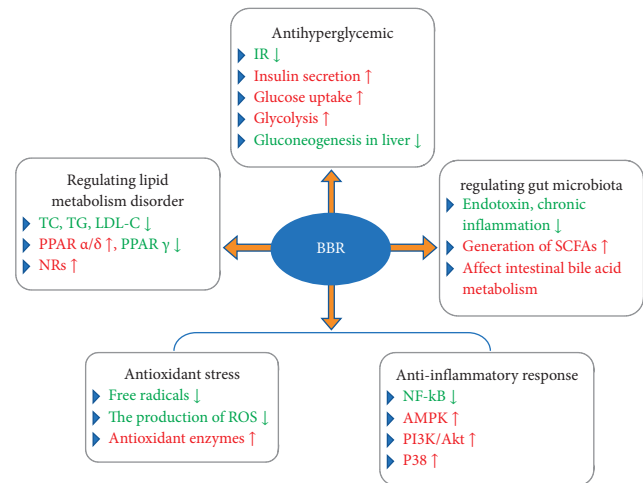 Antihyperglycemic
IR ↓
Insulin secretion ↑
Glucose uptake ↑
Glycolysis ↑
Gluconeogenesis in liver ↓
Regulating lipid
metabolism disorder
TC, TG, LDL-C ↓
PPAR α/δ ↑, PPAR γ ↓
NRs ↑
BBR
regulating gut microbiota
Endotoxin, chronic
inflammation ↓
Generation of SCFAs ↑
Affect intestinal bile acid
metabolism
Antioxidant stress
Free radicals ↓
The production of ROS ↓
Antioxidant enzymes ↑
Anti-inflammatory response
NF-kB ↓
AMPK ↑
PI3K/Akt ↑
P38 ↑